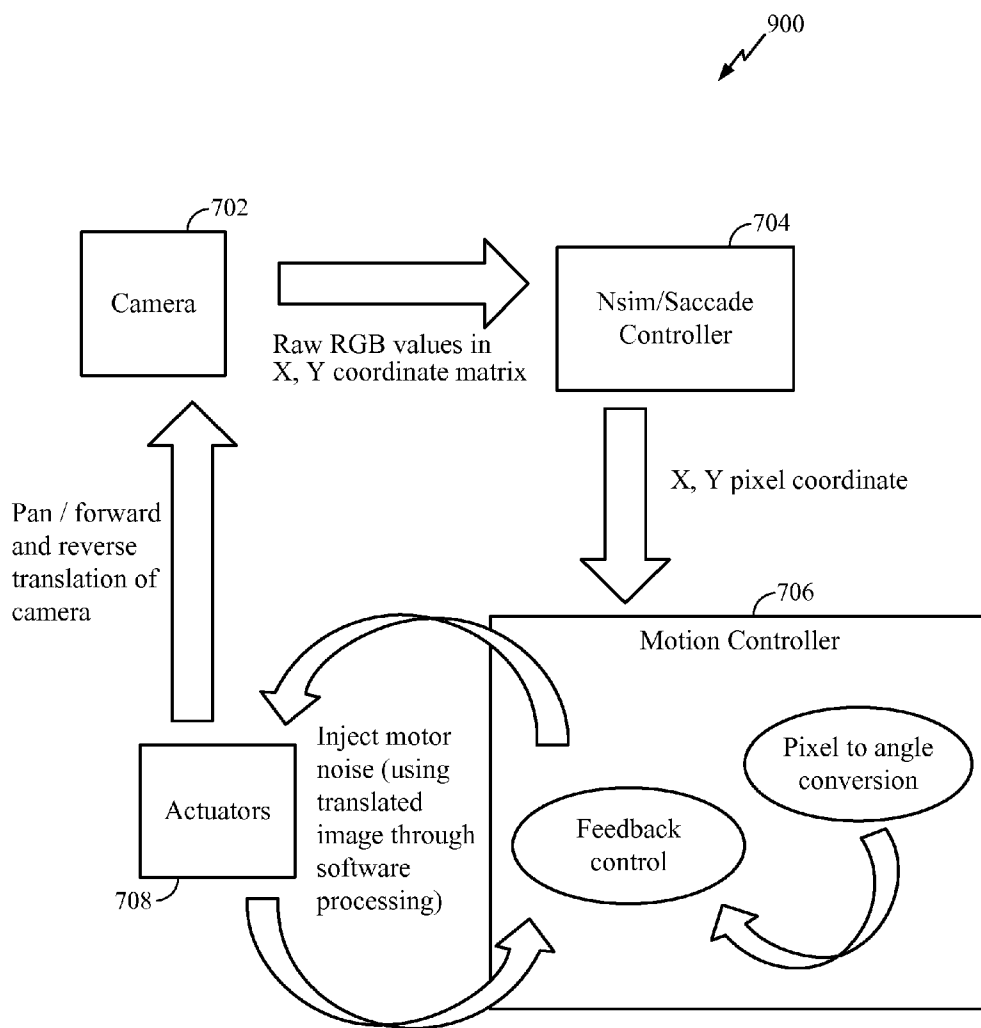 900
702
Camera
Raw RGB values in
X, Y coordinate matrix
704
Nsim/Saccade
Controller
X, Y pixel coordinate
Pan / forward
and reverse
translation of
camera
706
Motion Controller
Pixel to angle
conversion
Feedback
control
Inject motor
noise (using
translated
image through
software
processing)
Actuators
708